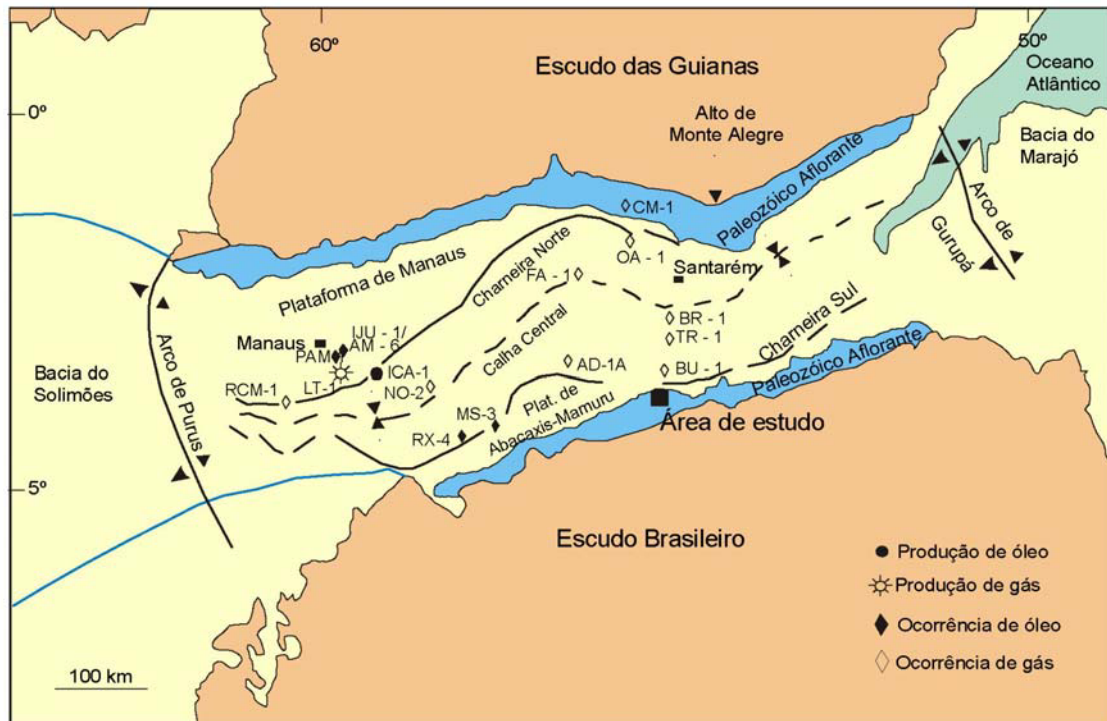 60º
50º
Oceano
Atlântico
Escudo das Guianas
0º
Alto de
Monte Alegre
Bacia do
Marajó
Paleozóico Aflorante
CM-1
Arco de
Gurupá
Charneira Norte
OA - 1
Plataforma de Manaus
FA - 1
Santarém
BR - 1
TR - 1
Charneira Sul
IJU - 1/
AM - 6
Manaus
PAM
Calha Central
Arco de Purus
Bacia do
Solimões
AD-1A
BU - 1
Paleozóico Aflorante
RCM-1
LT-1
ICA-1
NO-2
MS-3
Plat. de
Abacaxis-Mamuru
Área de estudo
RX-4
5º
Escudo Brasileiro
Produção de óleo
Produção de gás
Ocorrência de óleo
Ocorrência de gás
100 km